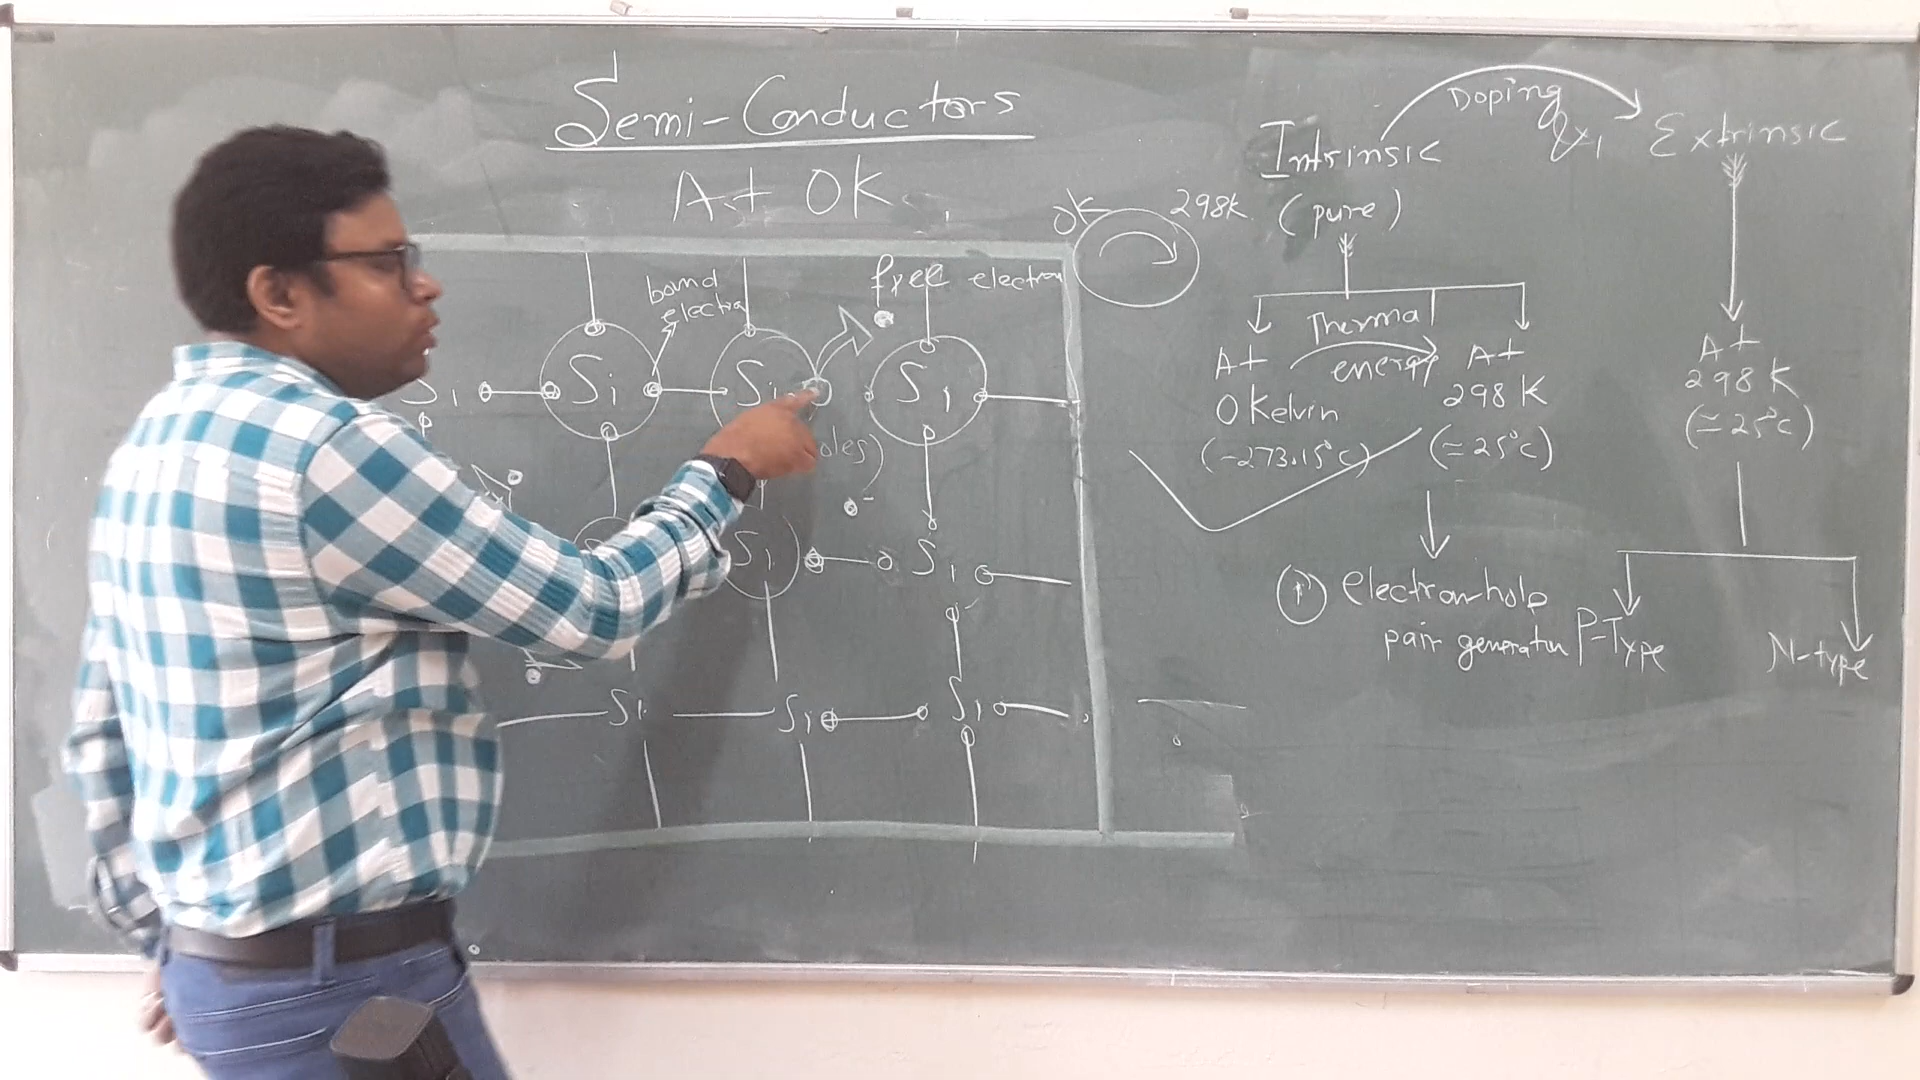 Semi-Conductors
At 0K
bond
electron
free electron
Si Si Si Si
oles)
Si Si
Si Si Si
0K 298K
Doping
Intrinsic
Extrinsic
(pure)
Thermal
energy
At
0 Kelvin
(-273.15°C)
At
298 K
(≃25°C)
At
298 K
(≃25°C)
(↑) electron-hole
pair generation
P-Type
N-type